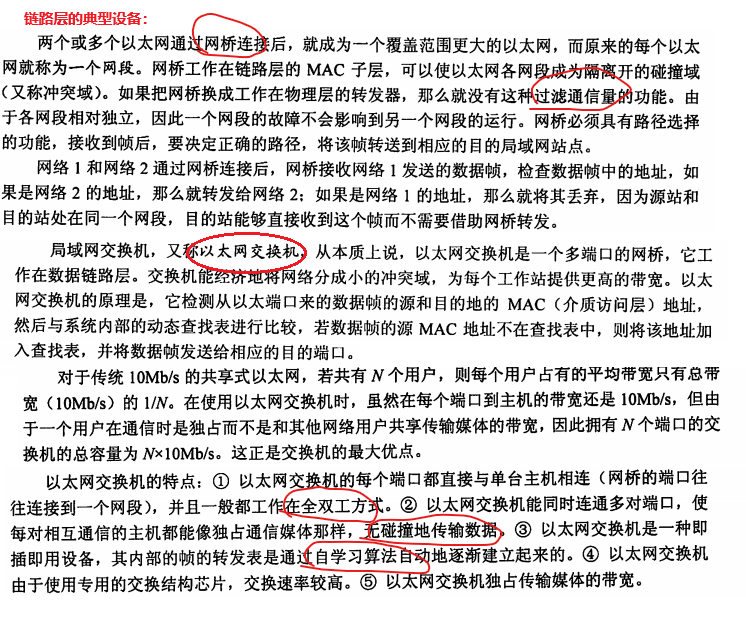 链路层的典型设备：
两个或多个以太网通过网桥连接后，就成为一个覆盖范围更大的以太网，而原来的每个以太
网就称为一个网段。网桥工作在链路层的 MAC 子层，可以使以太网各网段成为隔离开的碰撞域
（又称冲突域）。如果把网桥换成工作在物理层的转发器，那么就没有这种过滤通信量的功能。由
于各网段相对独立，因此一个网段的故障不会影响到另一个网段的运行。网桥必须具有路径选择
的功能，接收到帧后，要决定正确的路径，将该帧转送到相应的目的局域网站点。
网络 1 和网络 2 通过网桥连接后，网桥接收网络 1 发送的数据帧，检查数据帧中的地址，如
果是网络 2 的地址，那么就转发给网络 2；如果是网络 1 的地址，那么就将其丢弃，因为源站和
目的站处在同一个网段，目的站能够直接收到这个帧而不需要借助网桥转发。
局域网交换机，又称以太网交换机，从本质上说，以太网交换机是一个多端口的网桥，它工
作在数据链路层。交换机能经济地将网络分成小的冲突域，为每个工作站提供更高的带宽。以太
网交换机的原理是，它检测从以太端口来的数据帧的源和目的地的 MAC（介质访问层）地址，
然后与系统内部的动态查找表进行比较，若数据帧的源 MAC 地址不在查找表中，则将该地址加
入查找表，并将数据帧发送给相应的目的端口。
对于传统 10Mb/s 的共享式以太网，若共有 N 个用户，则每个用户占有的平均带宽只有总带
宽（10Mb/s）的 1/N。在使用以太网交换机时，虽然在每个端口到主机的带宽还是 10Mb/s，但由
于一个用户在通信时是独占而不是和其他网络用户共享传输媒体的带宽，因此拥有 N 个端口的交
换机的总容量为 N×10Mb/s。这正是交换机的最大优点。
以太网交换机的特点：① 以太网交换机的每个端口都直接与单台主机相连（网桥的端口往
往连接到一个网段），并且一般都工作在全双工方式。② 以太网交换机能同时连通多对端口，使
每对相互通信的主机都能像独占通信媒体那样，无碰撞地传输数据。③ 以太网交换机是一种即
插即用设备，其内部的帧的转发表是通过自学习算法自动地逐渐建立起来的。④ 以太网交换机
由于使用专用的交换结构芯片，交换速率较高。⑤ 以太网交换机独占传输媒体的带宽。